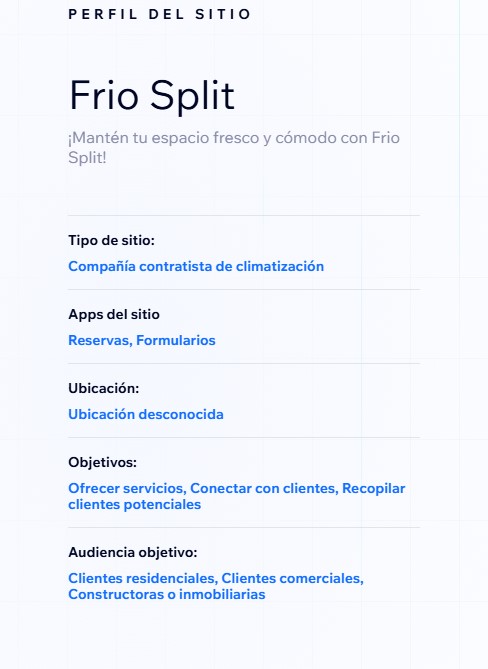 PERFIL DEL SITIO
Frio Split
¡Mantén tu espacio fresco y cómodo con Frio
Split!
Tipo de sitio:
Compañía contratista de climatización
Apps del sitio
Reservas, Formularios
Ubicación:
Ubicación desconocida
Objetivos:
Ofrecer servicios, Conectar con clientes, Recopilar
clientes potenciales
Audiencia objetivo:
Clientes residenciales, Clientes comerciales,
Constructoras o inmobiliarias